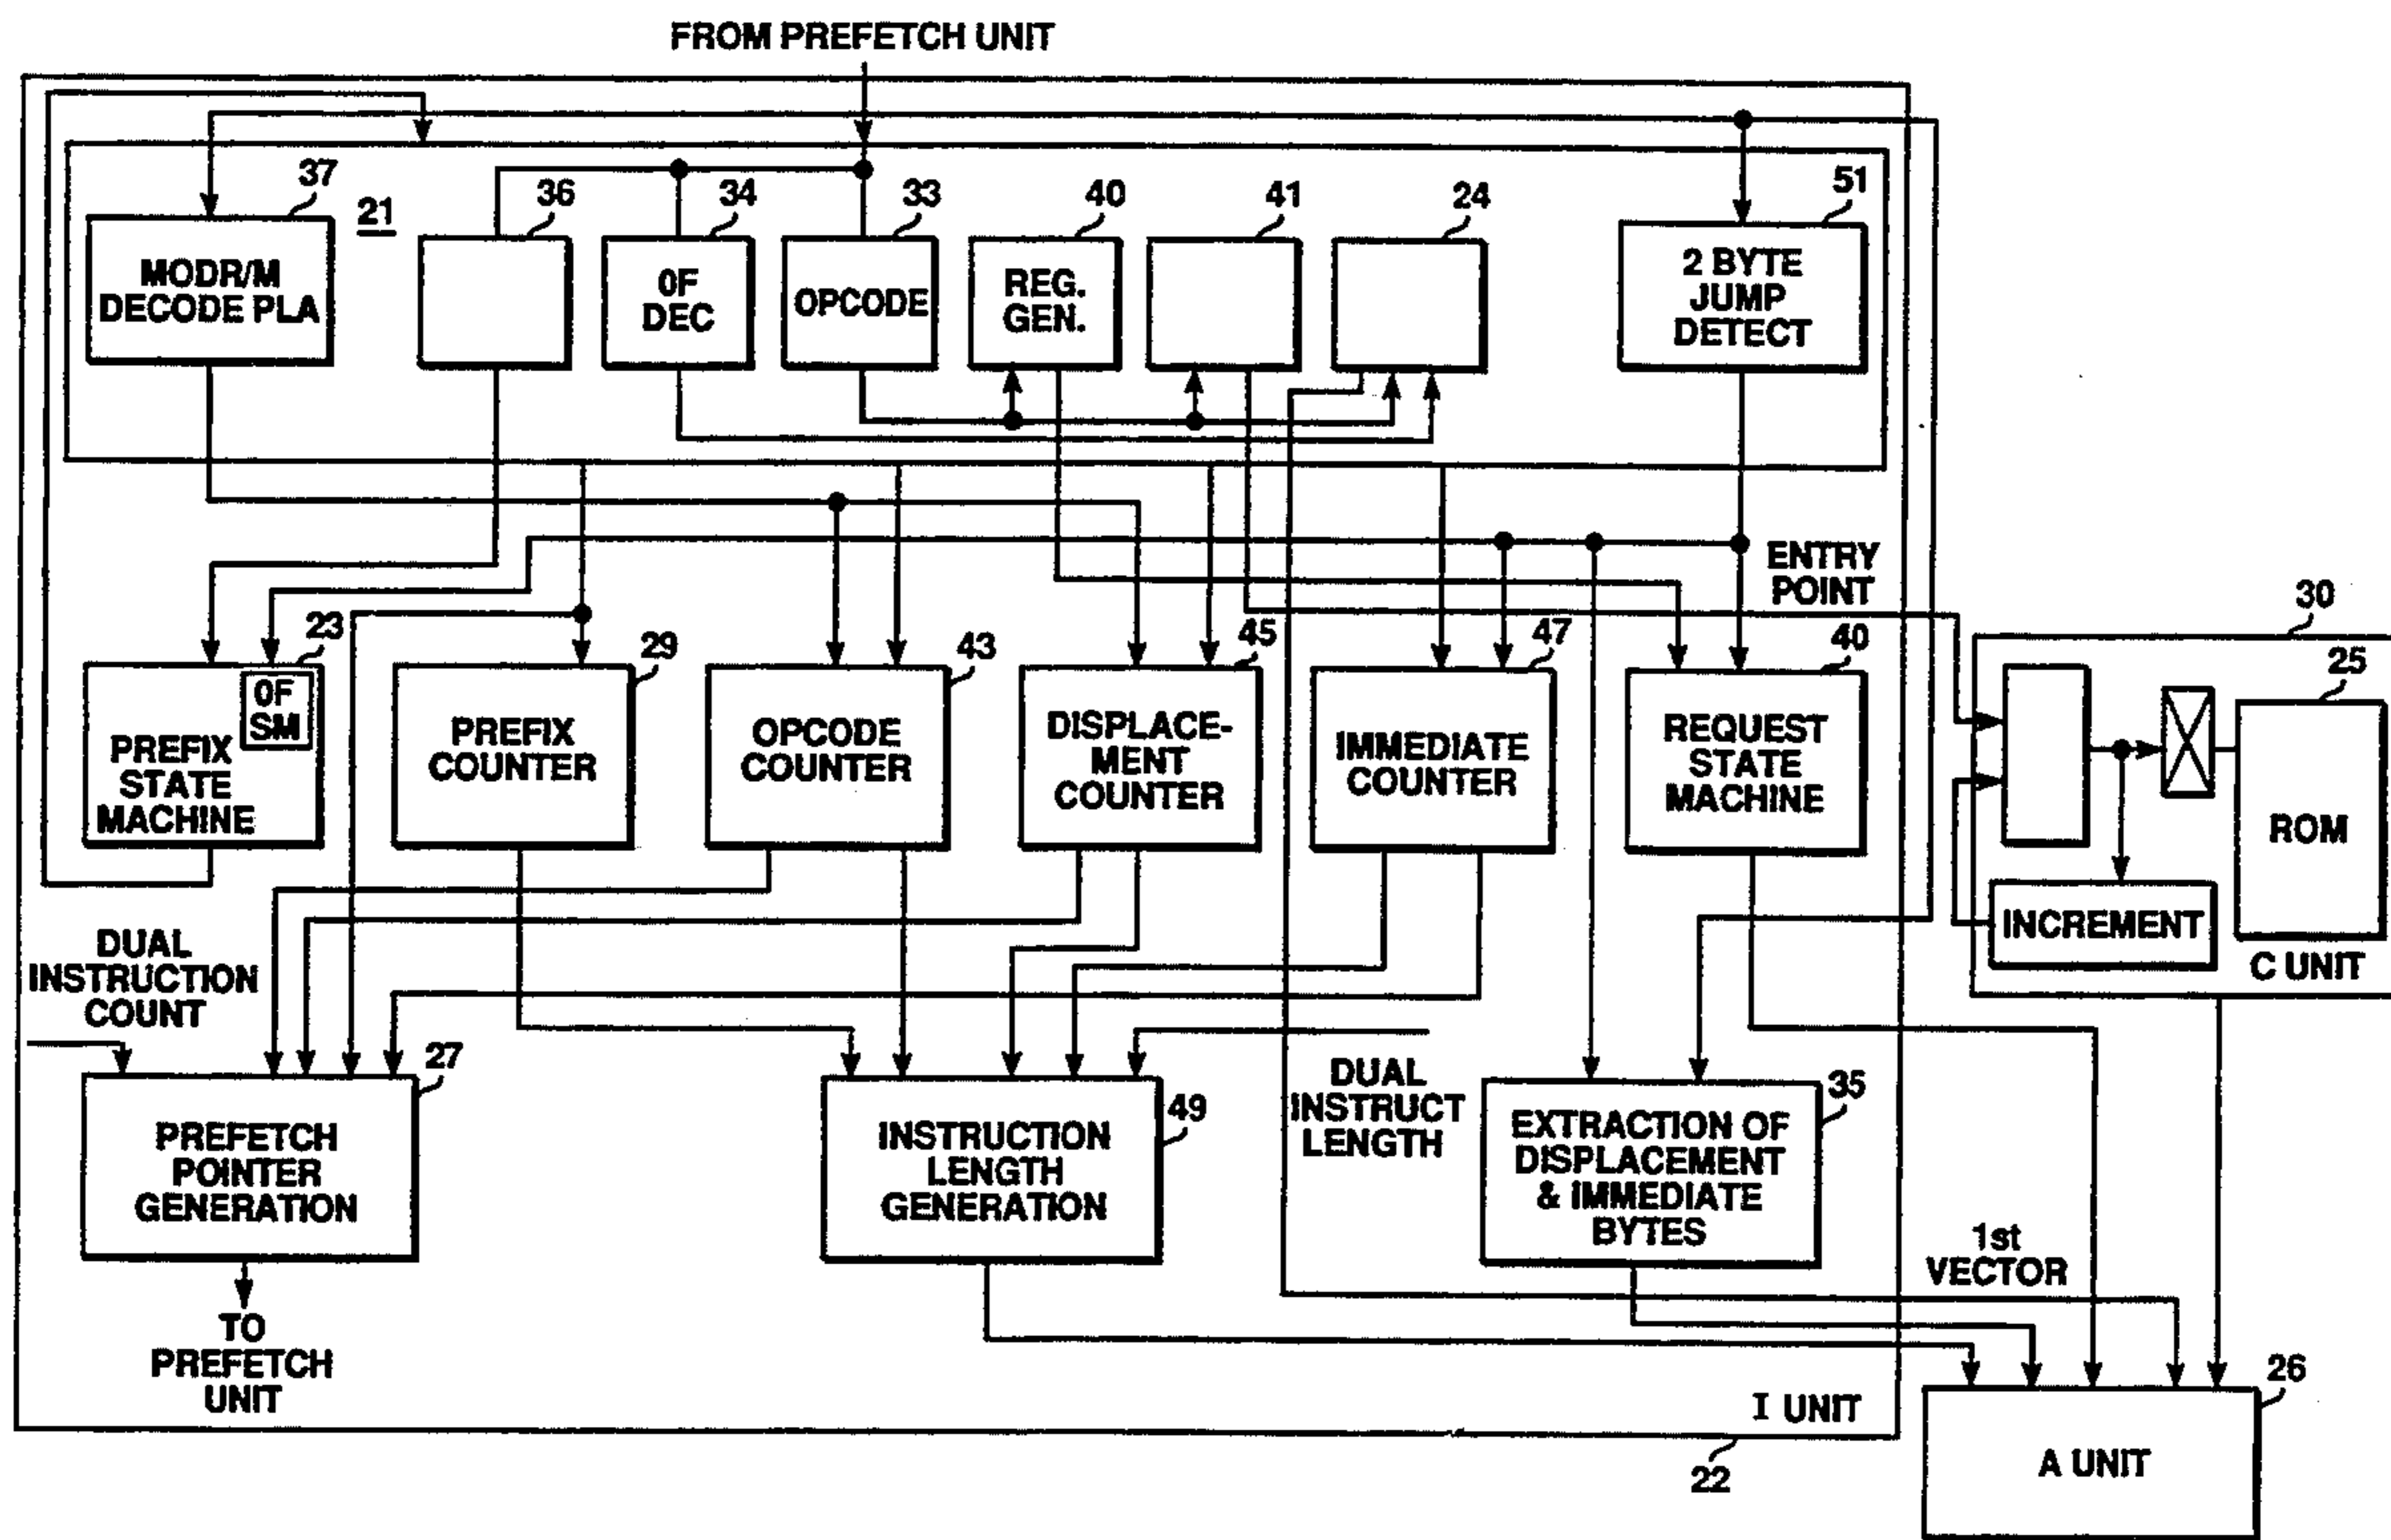 FROM PREFETCH UNIT
37
21
36
34
33
40
41
24
51
MODR/M
DECODE PLA
0F
DEC
OPCODE
REG.
GEN.
2 BYTE
JUMP
DETECT
ENTRY
POINT
23
29
43
45
47
40
30
25
0F
SM
PREFIX
STATE
MACHINE
PREFIX
COUNTER
OPCODE
COUNTER
DISPLACE-
MENT
COUNTER
IMMEDIATE
COUNTER
REQUEST
STATE
MACHINE
ROM
INCREMENT
C UNIT
DUAL
INSTRUCTION
COUNT
27
49
DUAL
INSTRUCT
LENGTH
35
PREFETCH
POINTER
GENERATION
INSTRUCTION
LENGTH
GENERATION
EXTRACTION OF
DISPLACEMENT
& IMMEDIATE
BYTES
1st
VECTOR
TO
PREFETCH
UNIT
I UNIT
22
26
A UNIT